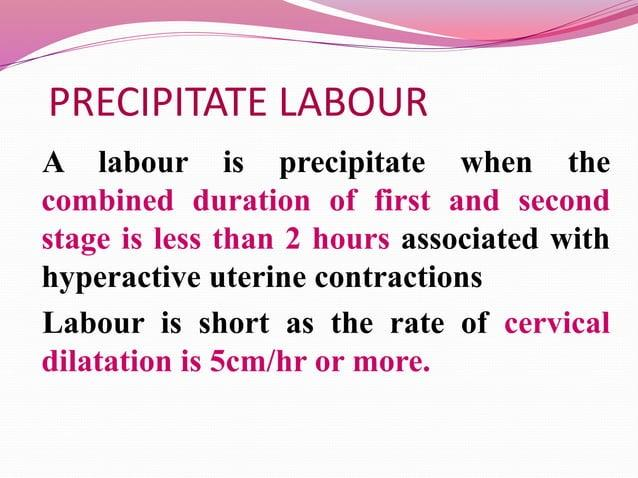 PRECIPITATE LABOUR
A labour is precipitate when the
combined duration of first and second
stage is less than 2 hours associated with
hyperactive uterine contractions
Labour is short as the rate of cervical
dilatation is 5cm/hr or more.